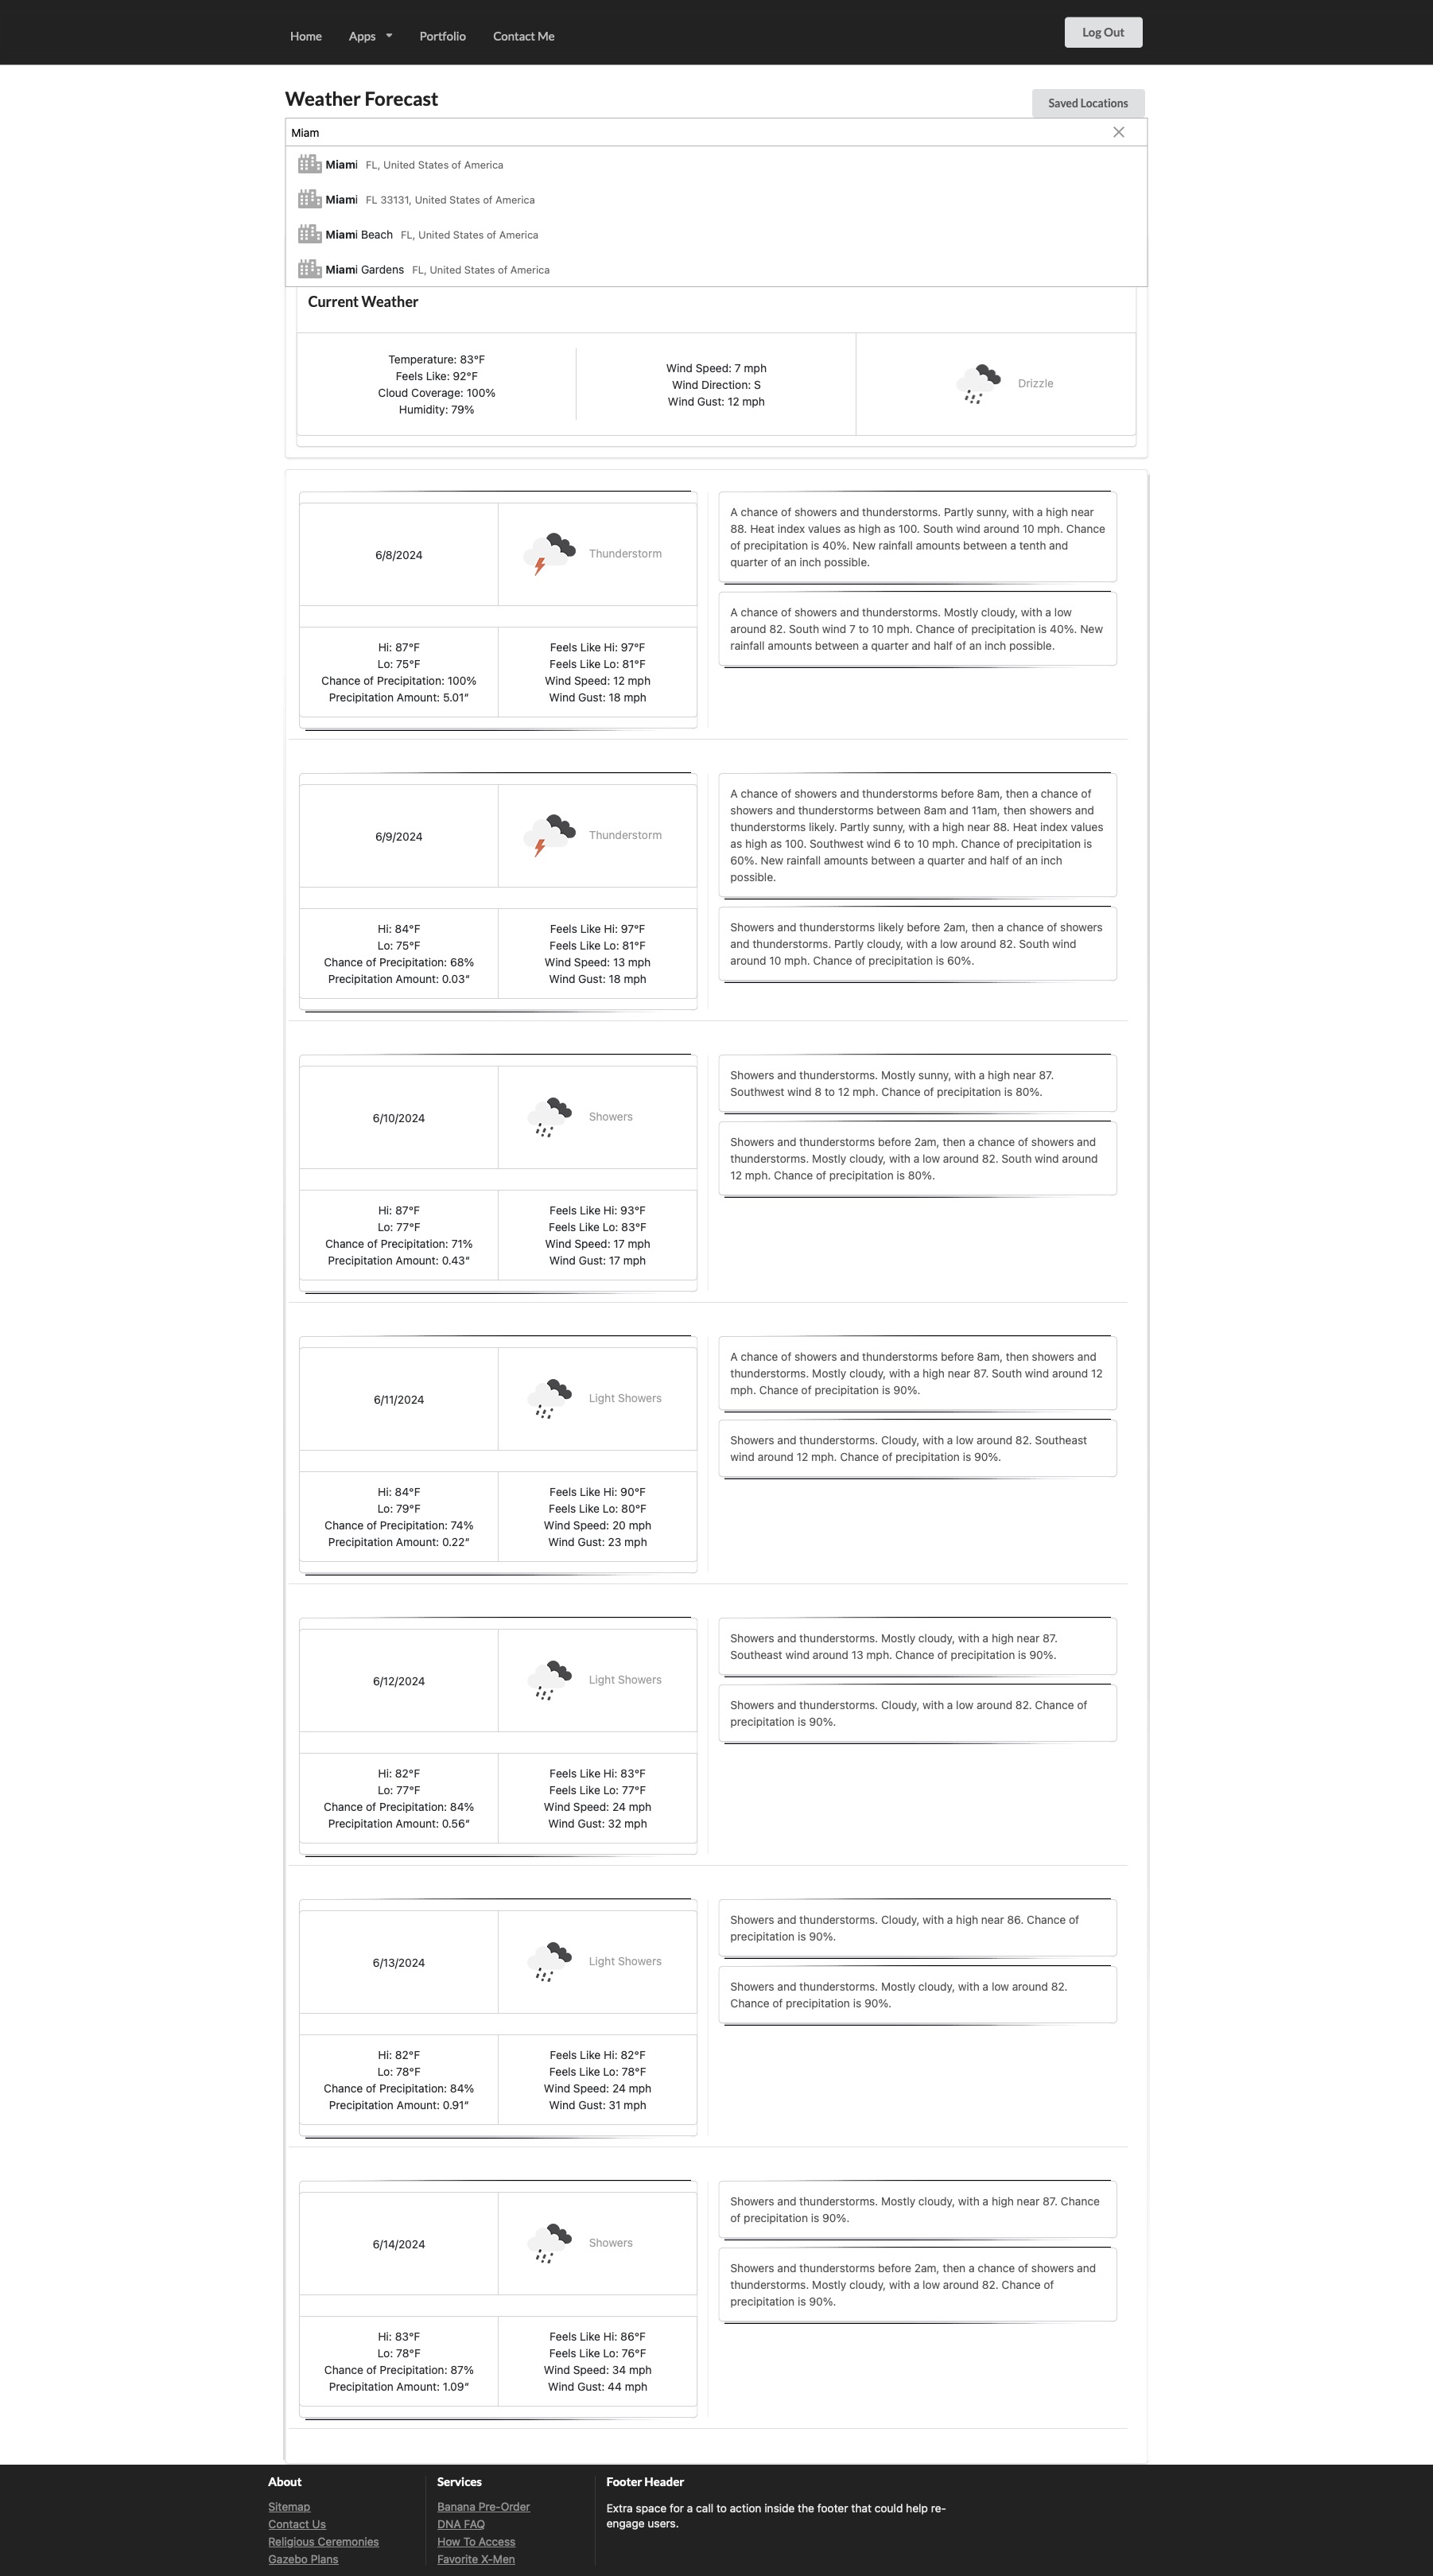 Home Apps Portfolio Contact Me Log Out
Weather Forecast
Saved Locations
Miam
Miami FL, United States of America
Miami FL 33131, United States of America
Miami Beach FL, United States of America
Miami Gardens FL, United States of America
Current Weather
Temperature: 83°F
Feels Like: 92°F
Cloud Coverage: 100%
Humidity: 79%
Wind Speed: 7 mph
Wind Direction: S
Wind Gust: 12 mph
Drizzle
6/8/2024
Thunderstorm
Hi: 87°F
Lo: 75°F
Chance of Precipitation: 100%
Precipitation Amount: 5.01"
Feels Like Hi: 97°F
Feels Like Lo: 81°F
Wind Speed: 12 mph
Wind Gust: 18 mph
A chance of showers and thunderstorms. Partly sunny, with a high near
88. Heat index values as high as 100. South wind around 10 mph. Chance
of precipitation is 40%. New rainfall amounts between a tenth and
quarter of an inch possible.
A chance of showers and thunderstorms. Mostly cloudy, with a low
around 82. South wind 7 to 10 mph. Chance of precipitation is 40%. New
rainfall amounts between a quarter and half of an inch possible.
6/9/2024
Thunderstorm
Hi: 84°F
Lo: 75°F
Chance of Precipitation: 68%
Precipitation Amount: 0.03"
Feels Like Hi: 97°F
Feels Like Lo: 81°F
Wind Speed: 13 mph
Wind Gust: 18 mph
A chance of showers and thunderstorms before 8am, then a chance of
showers and thunderstorms between 8am and 11am, then showers and
thunderstorms likely. Partly sunny, with a high near 88. Heat index values
as high as 100. Southwest wind 6 to 10 mph. Chance of precipitation is
60%. New rainfall amounts between a quarter and half of an inch
possible.
Showers and thunderstorms likely before 2am, then a chance of showers
and thunderstorms. Partly cloudy, with a low around 82. South wind
around 10 mph. Chance of precipitation is 60%.
6/10/2024
Showers
Hi: 87°F
Lo: 77°F
Chance of Precipitation: 71%
Precipitation Amount: 0.43"
Feels Like Hi: 93°F
Feels Like Lo: 83°F
Wind Speed: 17 mph
Wind Gust: 17 mph
Showers and thunderstorms. Mostly sunny, with a high near 87.
Southwest wind 8 to 12 mph. Chance of precipitation is 80%.
Showers and thunderstorms before 2am, then a chance of showers and
thunderstorms. Mostly cloudy, with a low around 82. South wind around
12 mph. Chance of precipitation is 80%.
6/11/2024
Light Showers
Hi: 84°F
Lo: 79°F
Chance of Precipitation: 74%
Precipitation Amount: 0.22"
Feels Like Hi: 90°F
Feels Like Lo: 80°F
Wind Speed: 20 mph
Wind Gust: 23 mph
A chance of showers and thunderstorms before 8am, then showers and
thunderstorms. Mostly cloudy, with a high near 87. South wind around 12
mph. Chance of precipitation is 90%.
Showers and thunderstorms. Cloudy, with a low around 82. Southeast
wind around 12 mph. Chance of precipitation is 90%.
6/12/2024
Light Showers
Hi: 82°F
Lo: 77°F
Chance of Precipitation: 84%
Precipitation Amount: 0.56"
Feels Like Hi: 83°F
Feels Like Lo: 77°F
Wind Speed: 24 mph
Wind Gust: 32 mph
Showers and thunderstorms. Mostly cloudy, with a high near 87.
Southeast wind around 13 mph. Chance of precipitation is 90%.
Showers and thunderstorms. Cloudy, with a low around 82. Chance of
precipitation is 90%.
6/13/2024
Light Showers
Hi: 82°F
Lo: 78°F
Chance of Precipitation: 84%
Precipitation Amount: 0.91"
Feels Like Hi: 82°F
Feels Like Lo: 78°F
Wind Speed: 24 mph
Wind Gust: 31 mph
Showers and thunderstorms. Cloudy, with a high near 86. Chance of
precipitation is 90%.
Showers and thunderstorms. Mostly cloudy, with a low around 82.
Chance of precipitation is 90%.
6/14/2024
Showers
Hi: 83°F
Lo: 78°F
Chance of Precipitation: 87%
Precipitation Amount: 1.09"
Feels Like Hi: 86°F
Feels Like Lo: 76°F
Wind Speed: 34 mph
Wind Gust: 44 mph
Showers and thunderstorms. Mostly cloudy, with a high near 87. Chance
of precipitation is 90%.
Showers and thunderstorms before 2am, then a chance of showers and
thunderstorms. Mostly cloudy, with a low around 82. Chance of
precipitation is 90%.
About
Sitemap
Contact Us
Religious Ceremonies
Gazebo Plans
Services
Banana Pre-Order
DNA FAQ
How To Access
Favorite X-Men
Footer Header
Extra space for a call to action inside the footer that could help re-
engage users.